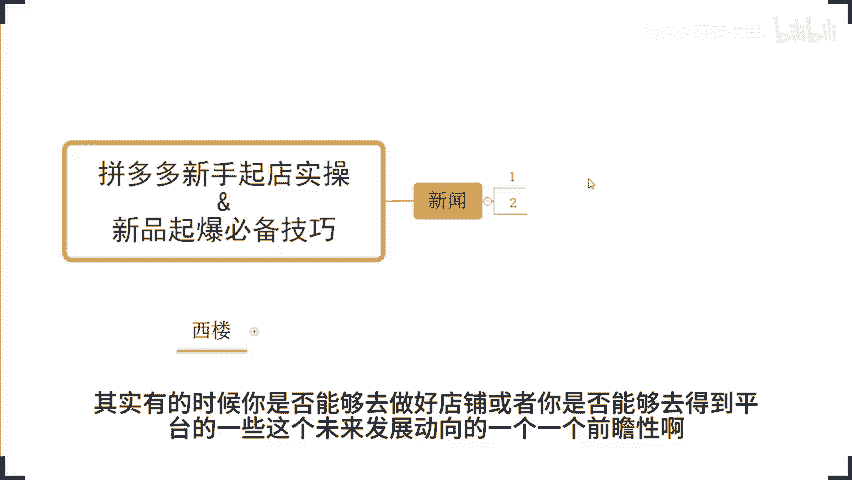 bilibili
拼多多新手起店实操
&
新品起爆必备技巧
新闻
1
2
西楼
其实有的时候你是否能够去做好店铺或者你是否能够去得到平
台的一些这个未来发展动向的一个一个前瞻性啊